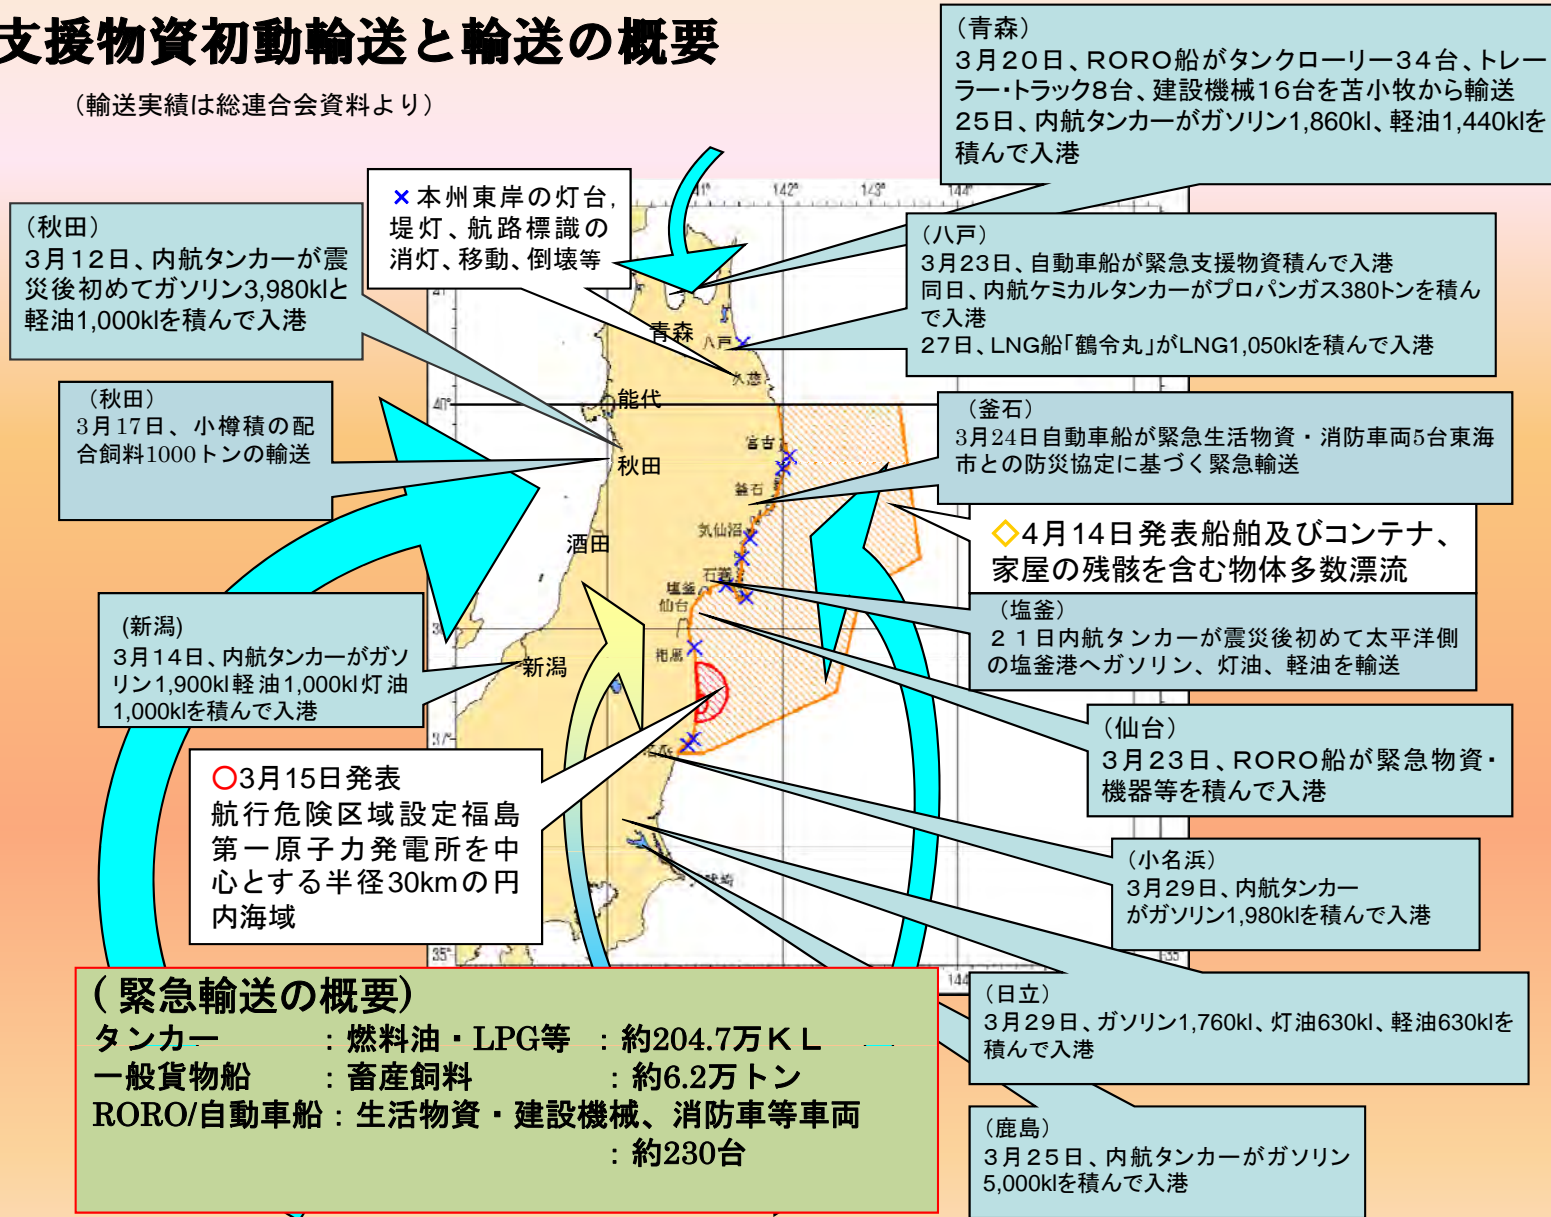 支援物資初動輸送と輸送の概要
（輸送実績は総連合会資料より）
（青森）
3月20日、RORO船がタンクローリー34台、トレー
ラー・トラック8台、建設機械16台を苫小牧から輸送
25日、内航タンカーがガソリン1,860kl、軽油1,440klを
積んで入港
×本州東岸の灯台,
堤灯、航路標識の
消灯、移動、倒壊等
（秋田）
3月12日、内航タンカーが震
災後初めてガソリン3,980klと
軽油1,000klを積んで入港
（八戸）
3月23日、自動車船が緊急支援物資積んで入港
同日、内航ケミカルタンカーがプロパンガス380トンを積ん
で入港
27日、LNG船「鶴令丸」がLNG1,050klを積んで入港
（秋田）
3月17日、小樽積の配
合飼料1000トンの輸送
（釜石）
3月24日自動車船が緊急生活物資・消防車両5台東海
市との防災協定に基づく緊急輸送
◇4月14日発表船舶及びコンテナ、
家屋の残骸を含む物体多数漂流
（塩釜）
２１日内航タンカーが震災後初めて太平洋側
の塩釜港へガソリン、灯油、軽油を輸送
(新潟)
3月14日、内航タンカーがガソ
リン1,900kl軽油1,000kl灯油
1,000klを積んで入港
（仙台）
3月23日、RORO船が緊急物資・
機器等を積んで入港
○3月15日発表
航行危険区域設定福島
第一原子力発電所を中
心とする半径30kmの円
内海域
（小名浜）
3月29日、内航タンカー
がガソリン1,980klを積んで入港
（日立）
3月29日、ガソリン1,760kl、灯油630kl、軽油630klを
積んで入港
（鹿島）
3月25日、内航タンカーがガソリン
5,000klを積んで入港
142°
143°
144°
青森
八戸
久慈
40°
能代
宮古
秋田
釜石
気仙沼
酒田
石巻
塩釜
仙台
相馬
新潟
37°
35°
144
35
(緊急輸送の概要)
タンカー ：燃料油・LPG等 ：約204.7万ＫＬ
一般貨物船 ：畜産飼料 ：約6.2万トン
RORO/自動車船：生活物資・建設機械、消防車等車両
：約230台